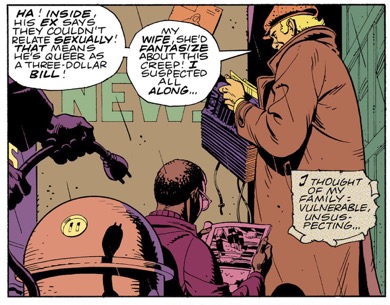 HA! INSIDE,
HIS EX SAYS
THEY COULDN'T
RELATE SEXUALLY!
THAT MEANS
HE'S QUEER AS
A THREE-DOLLAR
BILL!
MY
WIFE, SHE'D
FANTASIZE
ABOUT THIS
CREEP! I
SUSPECTED
ALL
ALONG...
NEW
I THOUGHT
OF MY
FAMILY:
VULNERABLE,
UNSUS-
PECTING...